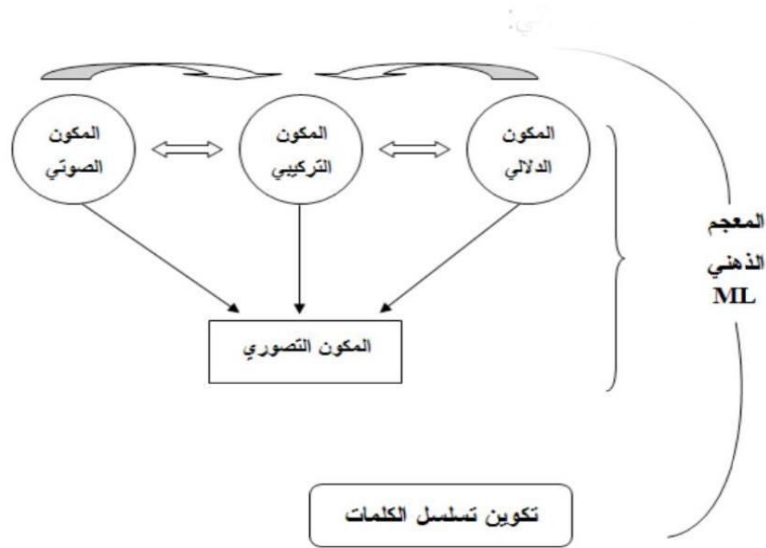 المكون
الدلالي
المكون
التركيبي
المكون
الصوتي
المعجم
الذهني
ML
المكون التصوري
تكوين تسلسل الكلمات